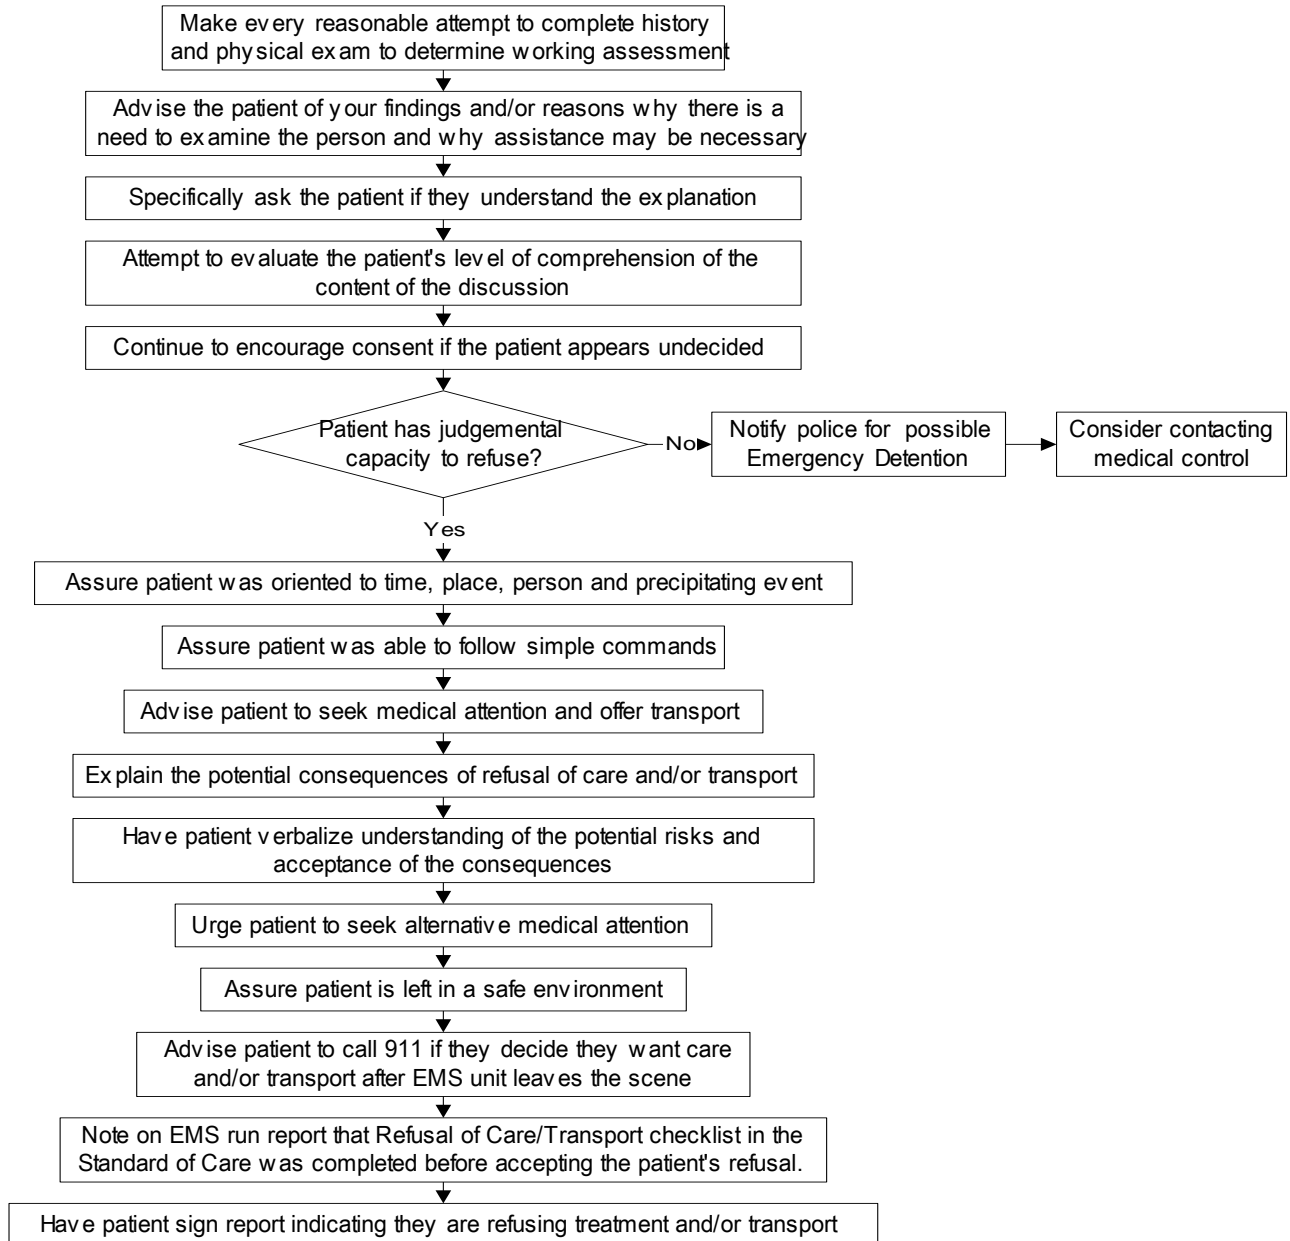 Make every reasonable attempt to complete history
and physical exam to determine working assessment
Advise the patient of your findings and/or reasons why there is a
need to examine the person and why assistance may be necessary
Specifically ask the patient if they understand the explanation
Attempt to evaluate the patient's level of comprehension of the
content of the discussion
Continue to encourage consent if the patient appears undecided
Patient has judgemental
capacity to refuse?
No
Notify police for possible
Emergency Detention
Consider contacting
medical control
Yes
Assure patient was oriented to time, place, person and precipitating event
Assure patient was able to follow simple commands
Advise patient to seek medical attention and offer transport
Explain the potential consequences of refusal of care and/or transport
Have patient verbalize understanding of the potential risks and
acceptance of the consequences
Urge patient to seek alternative medical attention
Assure patient is left in a safe environment
Advise patient to call 911 if they decide they want care
and/or transport after EMS unit leaves the scene
Note on EMS run report that Refusal of Care/Transport checklist in the
Standard of Care was completed before accepting the patient's refusal.
Have patient sign report indicating they are refusing treatment and/or transport